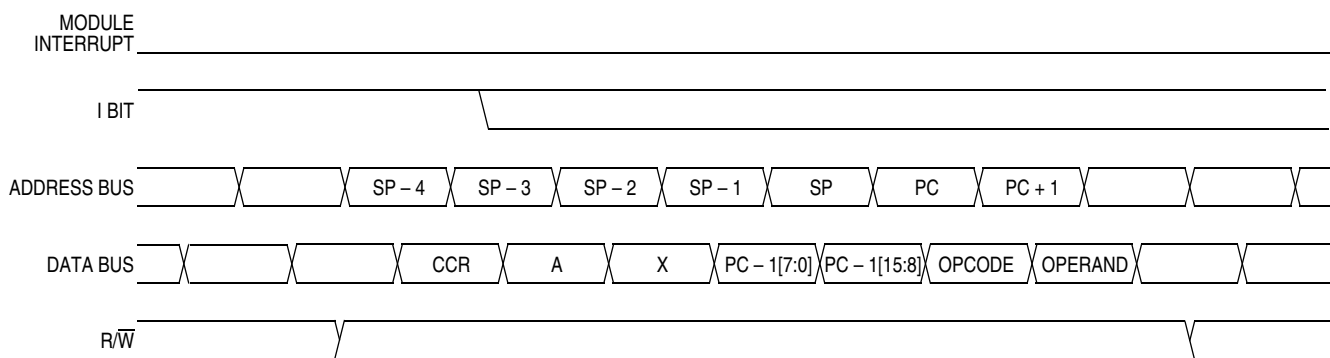 MODULE
INTERRUPT
I BIT
ADDRESS BUS SP – 4 SP – 3 SP – 2 SP – 1 SP PC PC + 1
DATA BUS CCR A X PC – 1[7:0] PC – 1[15:8] OPCODE OPERAND
R/W̅